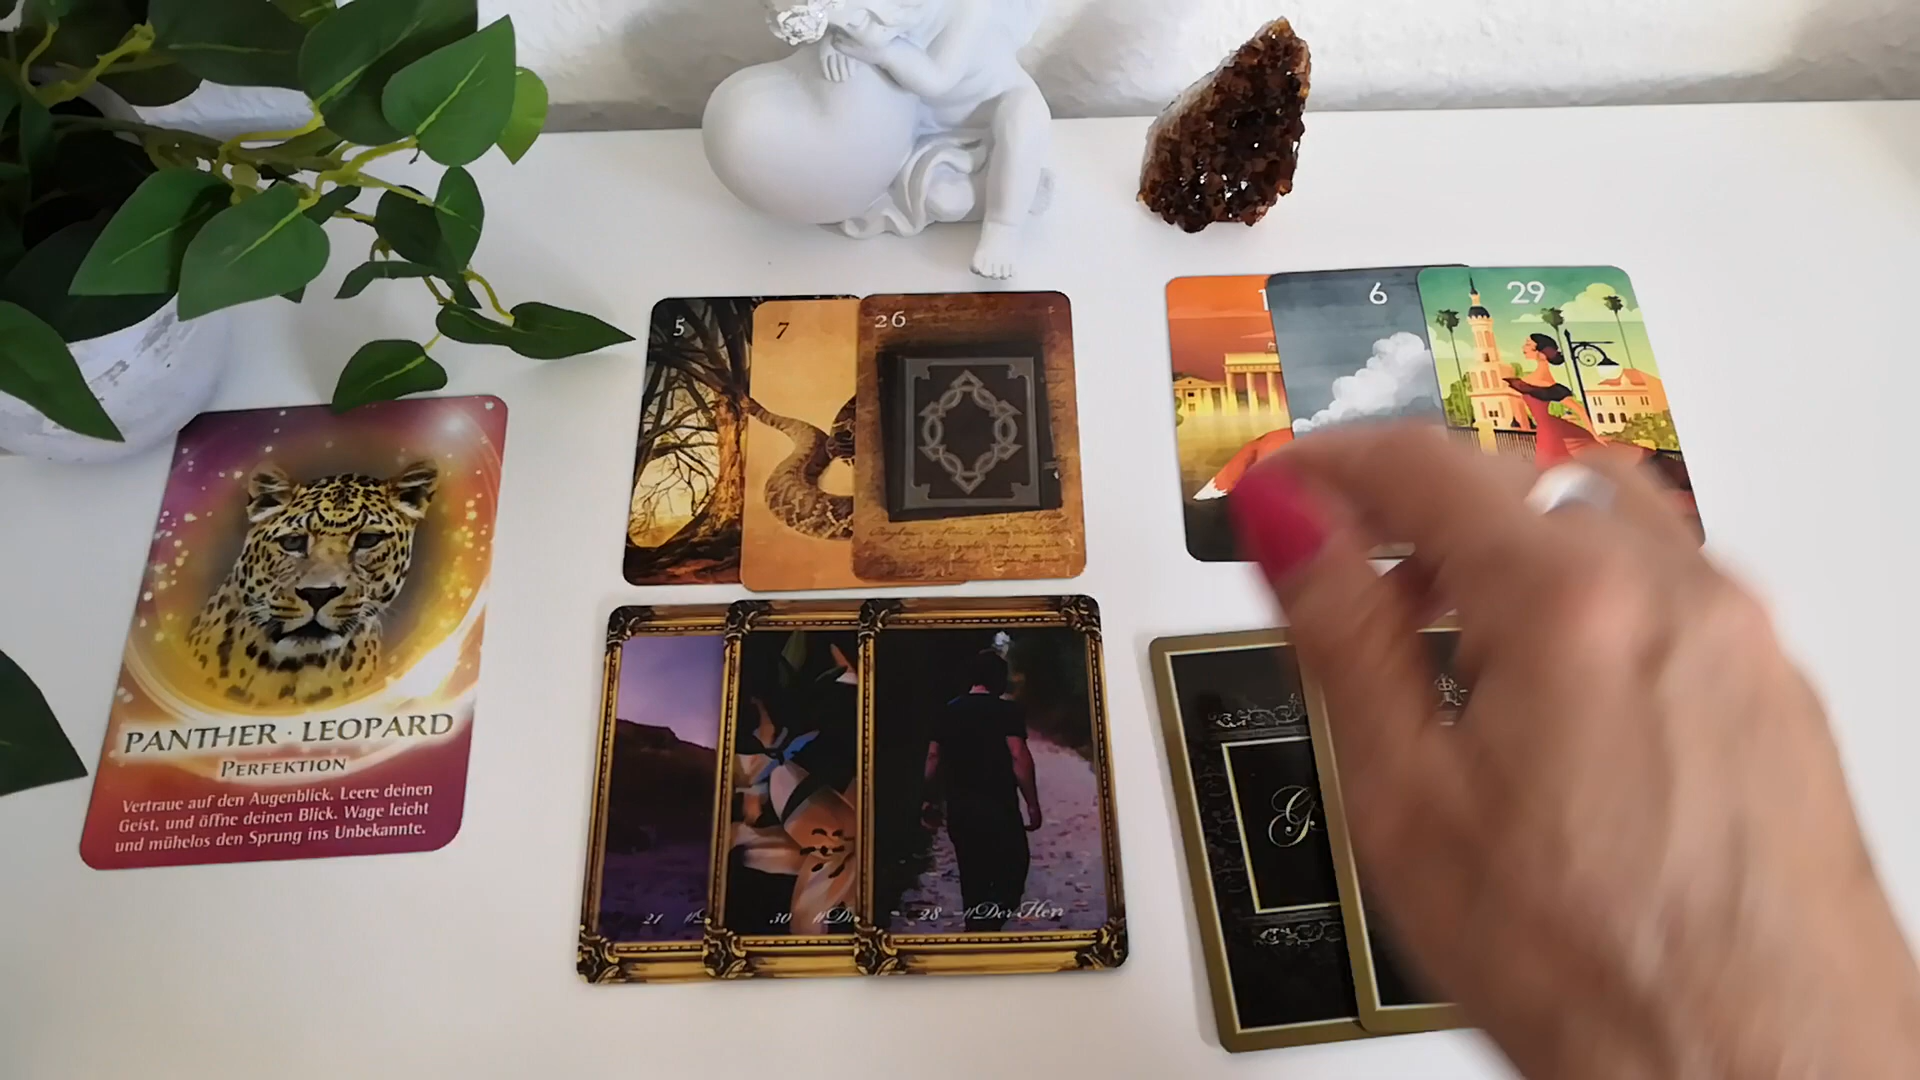 PANTHER · LEOPARD
PERFEKTION
Vertraue auf den Augenblick. Leere deinen
Geist, und öffne deinen Blick. Wage leicht
und mühelos den Sprung ins Unbekannte.
5
7
26
21
30
28 #Der Herr
6
29
G